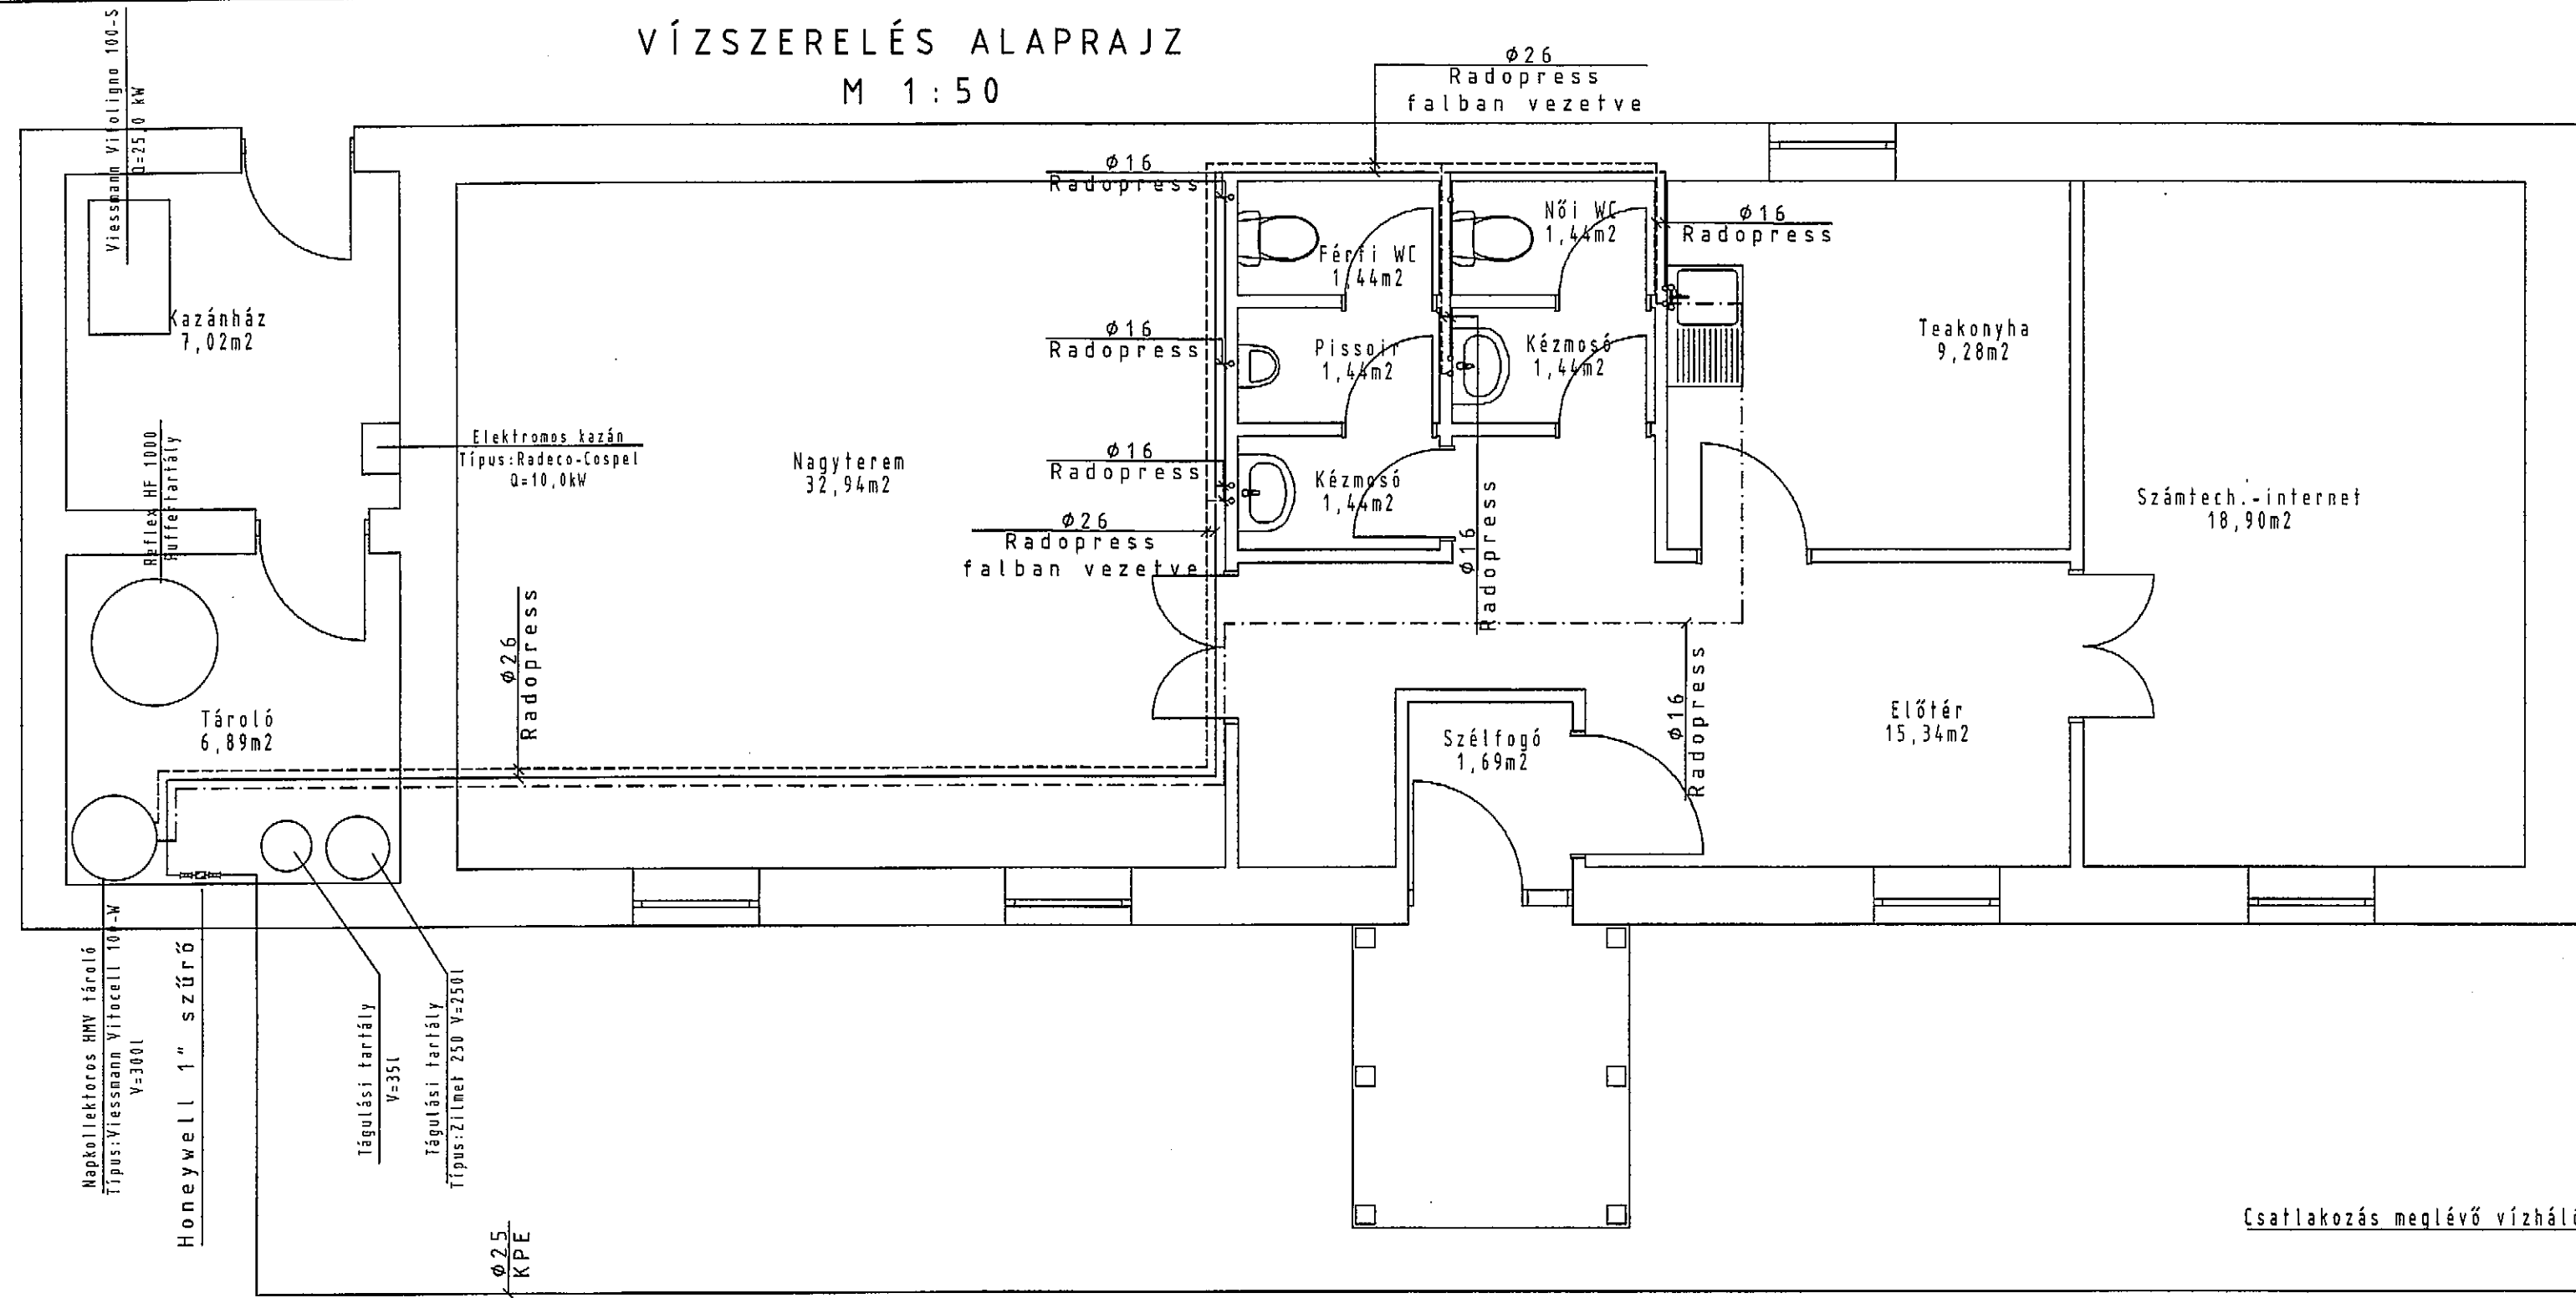 VÍZSZERELÉS ALAPRAJZ
M 1:50
Viessmann Vitoligno 100-S
Q=25,0 kW
ø26
Radopress
falban vezetve
ø16
Radopress
Női WC
1,44m2
ø16
Radopress
Férfi WC
1,44m2
Kazánház
7,02m2
ø16
Radopress
Pissoir
1,44m2
Kézmosó
1,44m2
Teakonyha
9,28m2
Reflex HF 1000
Puffertartály
Elektromos kazán
Típus:Radeco-Cospel
Q=10,0kW
Nagyterem
32,94m2
ø16
Radopress
Kézmosó
1,44m2
Számtech.-internet
18,90m2
ø26
Radopress
falban vezetve
ø16
Radopress
ø26
Radopress
ø16
Radopress
Tároló
6,89m2
Szélfogó
1,69m2
Előtér
15,34m2
Napkollektoros HMV tároló
Típus:Viessmann Vitocell 100-W
V=300l
Honeywell 1" szűrő
Tágulási tartály
V=35l
Tágulási tartály
Típus:Zilmet 250 V=250l
ø25
KPE
Csatlakozás meglévő